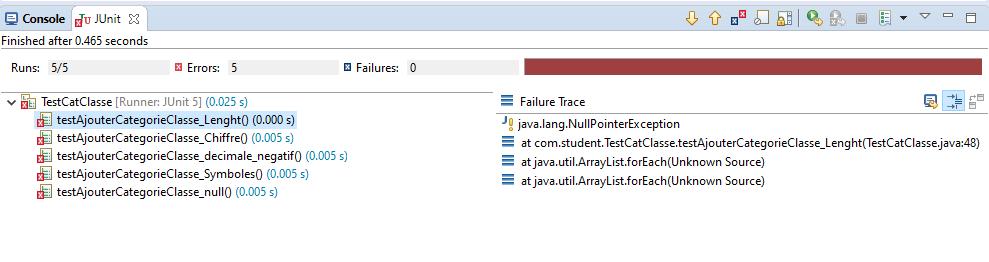 Console JUnit
Finished after 0.465 seconds
Runs: 5/5 Errors: 5 Failures: 0
TestCatClasse [Runner: JUnit 5] (0.025 s)
testAjouterCategorieClasse_Lenght() (0.000 s)
testAjouterCategorieClasse_Chiffre() (0.005 s)
testAjouterCategorieClasse_decimale_negatif() (0.005 s)
testAjouterCategorieClasse_Symboles() (0.005 s)
testAjouterCategorieClasse_null() (0.005 s)
Failure Trace
java.lang.NullPointerException
at com.student.TestCatClasse.testAjouterCategorieClasse_Lenght(TestCatClasse.java:48)
at java.util.ArrayList.forEach(Unknown Source)
at java.util.ArrayList.forEach(Unknown Source)